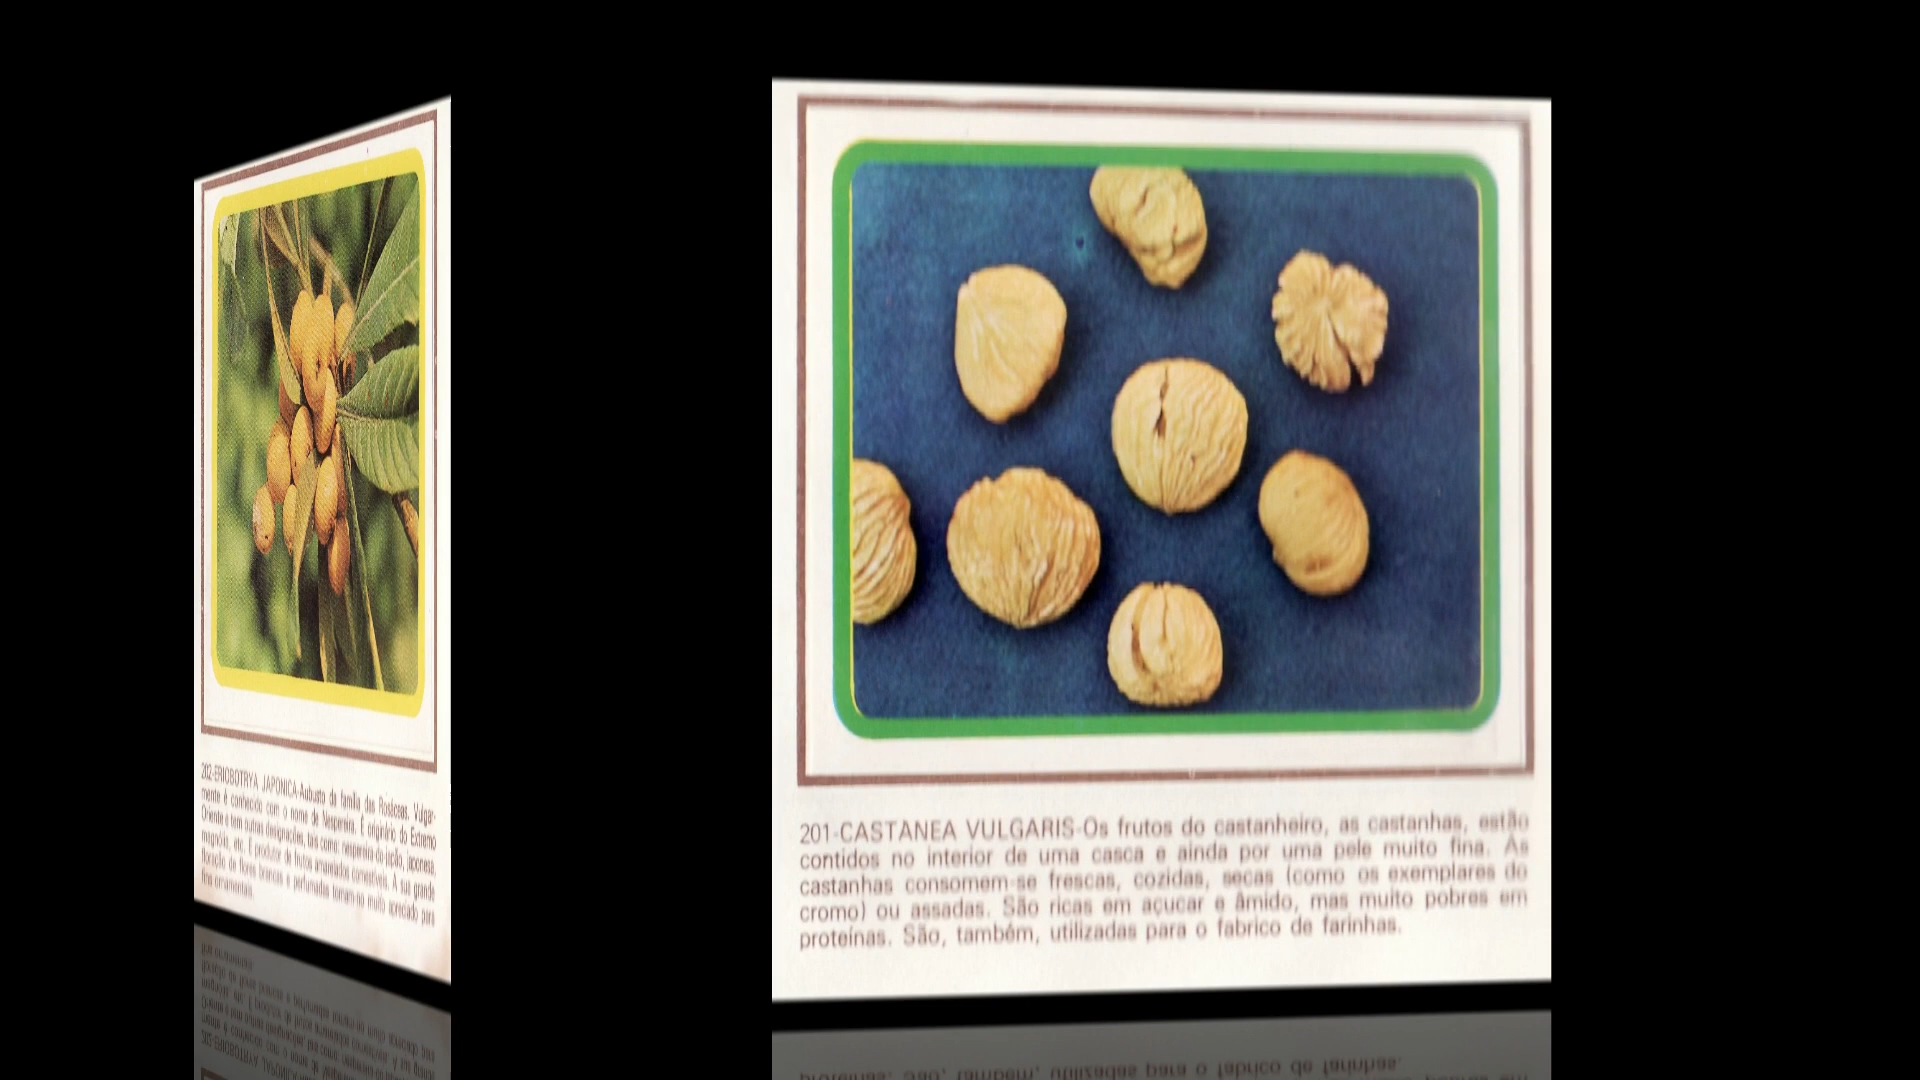 202-ERIOBOTRYA JAPONICA-Aubusto da família das Rosáceas. Vulgar-
mente é conhecido com o nome de Nespereira. É originário do Extremo
Oriente e tem outras designações, tais como: nespereira-do-japão, japonesa,
magnólia, etc. É produtor de frutos amarelados comestíveis. A sua grande
floração de flores brancas e perfumadas tornam-no muito apreciado para
fins ornamentais.
201-CASTANEA VULGARIS-Os frutos do castanheiro, as castanhas, estão
contidos no interior de uma casca e ainda por uma pele muito fina. As
castanhas consomem-se frescas, cozidas, secas (como os exemplares do
cromo) ou assadas. São ricas em açucar e âmido, mas muito pobres em
proteínas. São, também, utilizadas para o fabrico de farinhas.